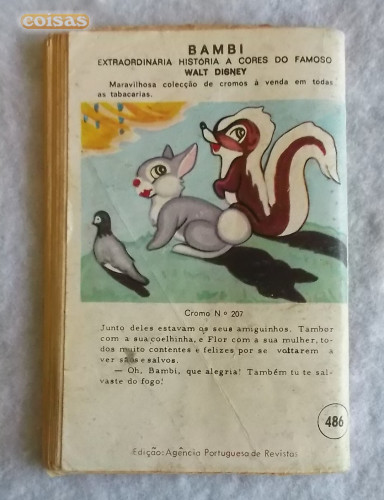 coisas
BAMBI
EXTRAORDINARIA HISTORIA A CORES DO FAMOSO
WALT DISNEY
Maravilhosa colecção de cromos á venda em todas
as tabacarias.
Cromo Nº 207
Junto deles estavam os seus amiguinhos. Tambor
com a sua coelhinha, e Flor com a sua mulher, to-
dos muito contentes e felizes por se voltarem a
ver sãos e salvos.
— Oh, Bambi, que alegria! Também tu te sal-
vaste do fogo!
486
Edição: Agência Portuguesa de Revistas